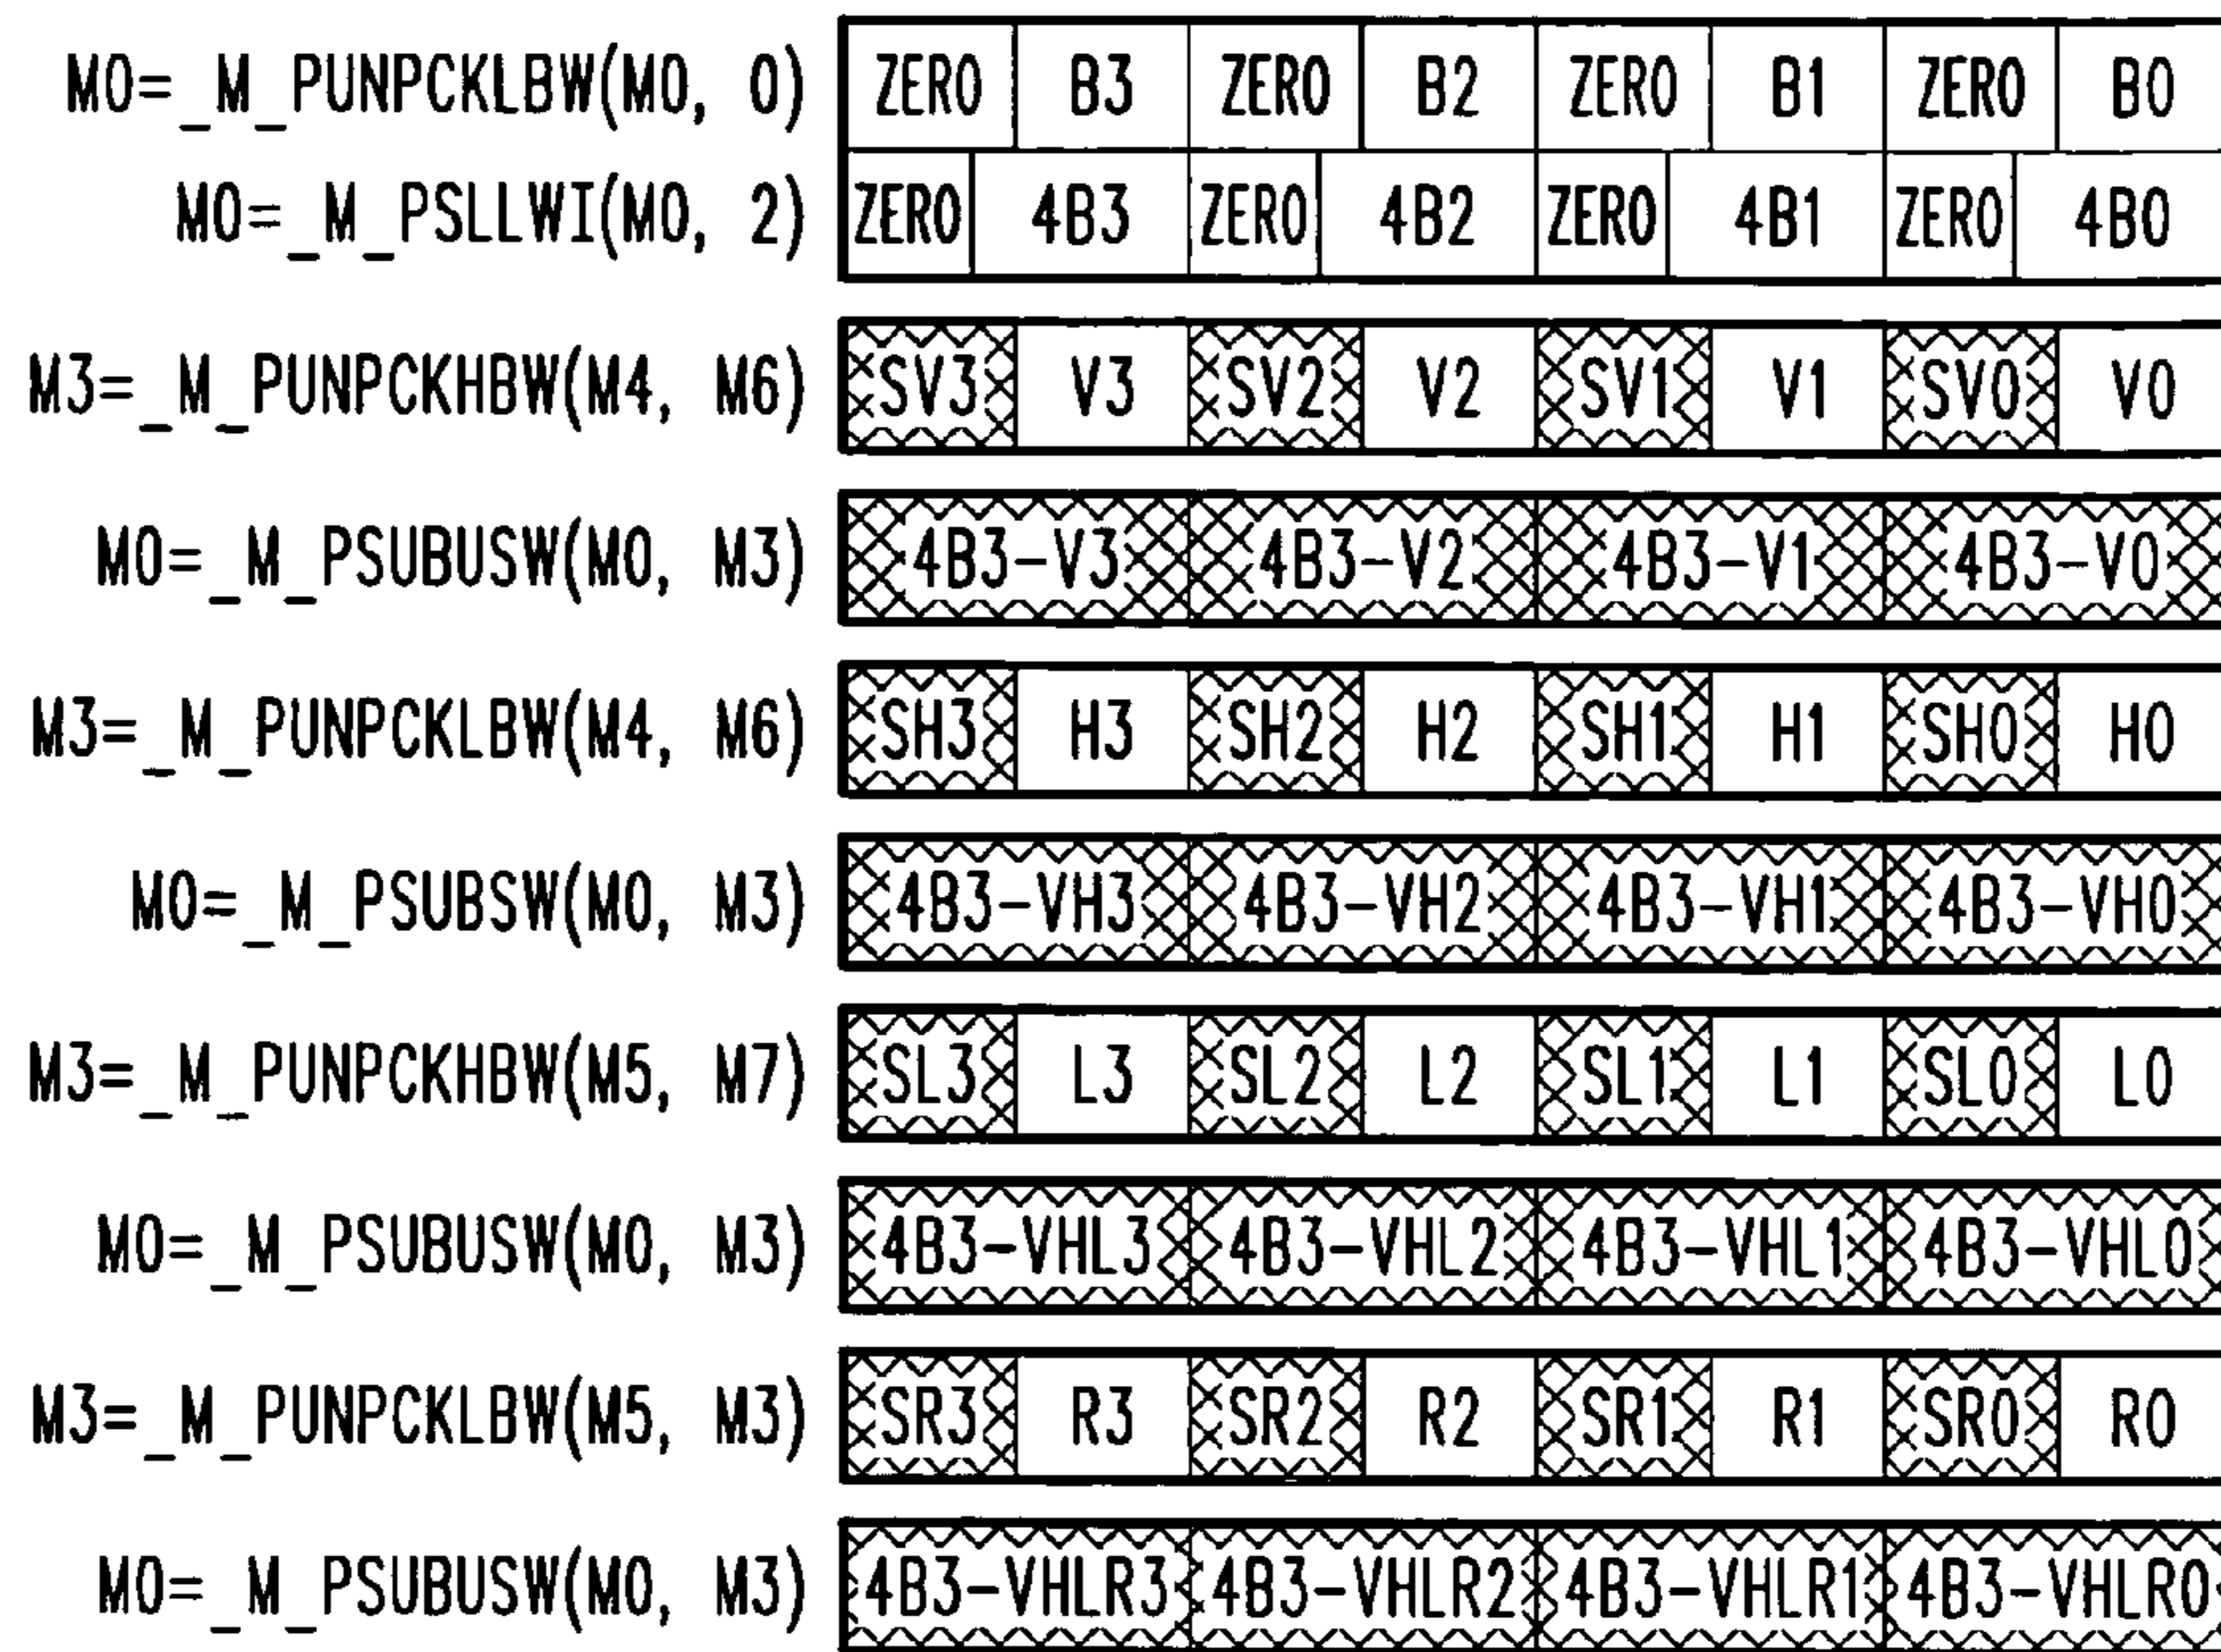 M0=_M_PUNPCKLBW(M0, 0) ZERO B3 ZERO B2 ZERO B1 ZERO B0
M0=_M_PSLLWI(M0, 2) ZERO 4B3 ZERO 4B2 ZERO 4B1 ZERO 4B0
M3=_M_PUNPCKHBW(M4, M6) SV3 V3 SV2 V2 SV1 V1 SV0 V0
M0=_M_PSUBUSW(M0, M3) 4B3-V3 4B3-V2 4B3-V1 4B3-V0
M3=_M_PUNPCKLBW(M4, M6) SH3 H3 SH2 H2 SH1 H1 SH0 H0
M0=_M_PSUBSW(M0, M3) 4B3-VH3 4B3-VH2 4B3-VH1 4B3-VH0
M3=_M_PUNPCKHBW(M5, M7) SL3 L3 SL2 L2 SL1 L1 SL0 L0
M0=_M_PSUBUSW(M0, M3) 4B3-VHL3 4B3-VHL2 4B3-VHL1 4B3-VHL0
M3=_M_PUNPCKLBW(M5, M3) SR3 R3 SR2 R2 SR1 R1 SR0 R0
M0=_M_PSUBUSW(M0, M3) 4B3-VHLR3 4B3-VHLR2 4B3-VHLR1 4B3-VHLR0